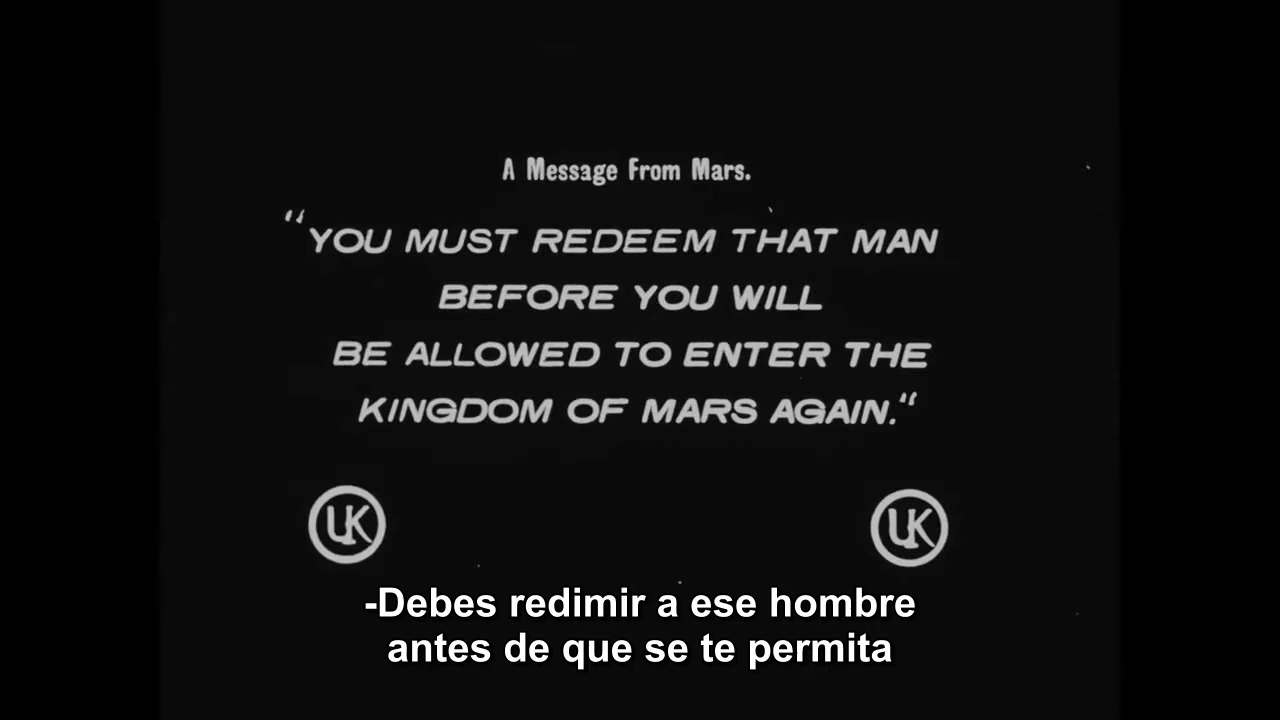 A Message From Mars.
"YOU MUST REDEEM THAT MAN
BEFORE YOU WILL
BE ALLOWED TO ENTER THE
KINGDOM OF MARS AGAIN."
UK UK
-Debes redimir a ese hombre
antes de que se te permita